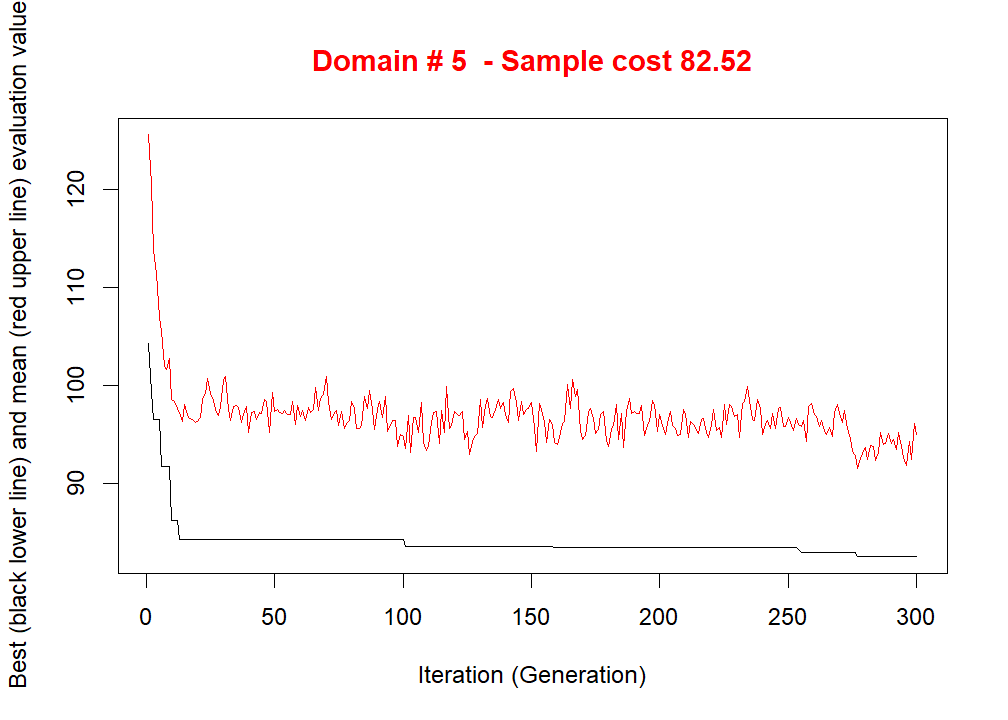 Domain # 5  - Sample cost 82.52
Best (black lower line) and mean (red upper line) evaluation value
120
110
100
90
0 50 100 150 200 250 300
Iteration (Generation)